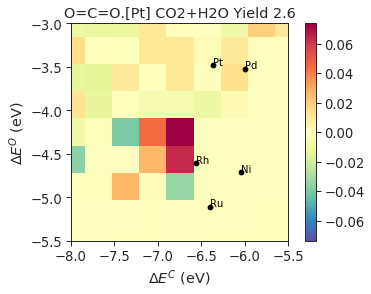 O=C=O.[Pt] CO2+H2O Yield 2.6
−3.0
−3.5
−4.0
−4.5
−5.0
−5.5
ΔE^O (eV)
Pt
Pd
Rh
Ni
Ru
−8.0 −7.5 −7.0 −6.5 −6.0 −5.5
ΔE^C (eV)
0.06
0.04
0.02
0.00
−0.02
−0.04
−0.06